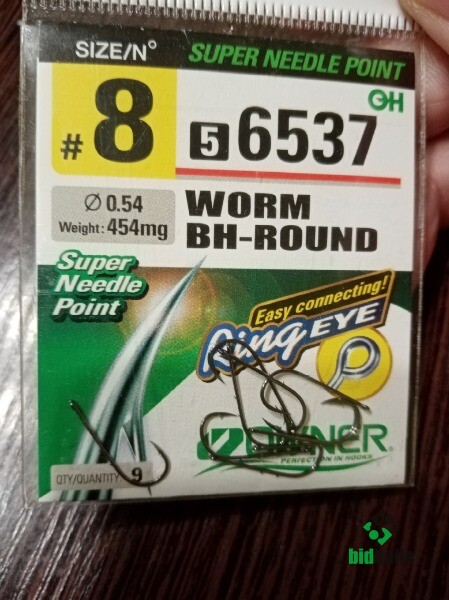 SIZE/N°
SUPER NEEDLE POINT
OH
#8
5 6537
Ø 0.54
Weight: 454mg
WORM
BH-ROUND
Super
Needle
Point
Easy connecting!
Ring EYE
OWNER
PERFECTION IN HOOKS
QTY/QUANTITY: 9
bid